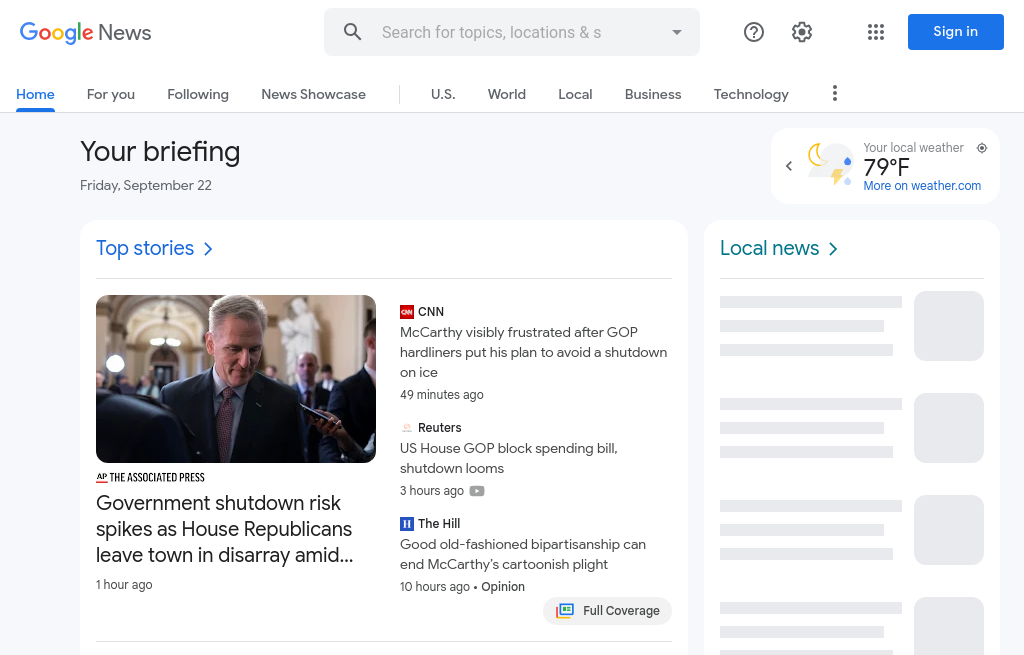 Google News
Search for topics, locations & s
Sign in
Home
For you
Following
News Showcase
U.S.
World
Local
Business
Technology
Your briefing
Friday, September 22
Your local weather
79°F
More on weather.com
Top stories
AP THE ASSOCIATED PRESS
Government shutdown risk
spikes as House Republicans
leave town in disarray amid...
1 hour ago
CNN CNN
McCarthy visibly frustrated after GOP
hardliners put his plan to avoid a shutdown
on ice
49 minutes ago
Reuters
US House GOP block spending bill,
shutdown looms
3 hours ago
H The Hill
Good old-fashioned bipartisanship can
end McCarthy's cartoonish plight
10 hours ago • Opinion
Full Coverage
Local news